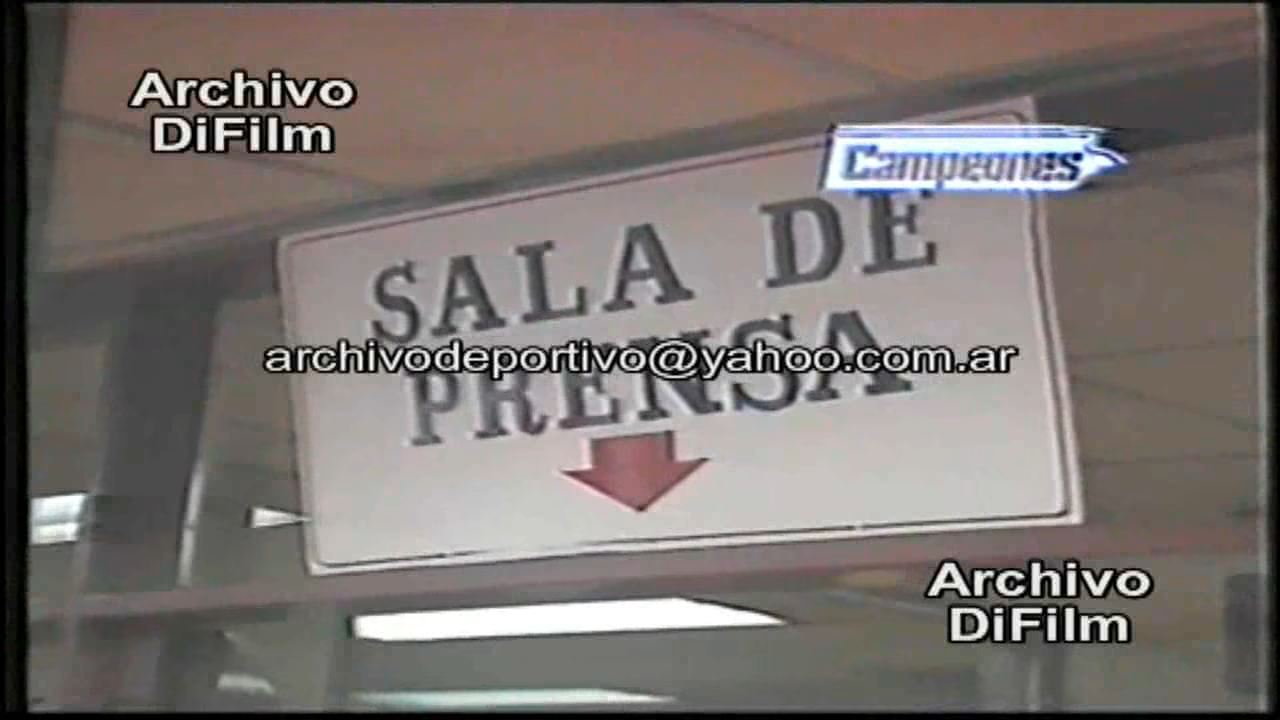 Archivo
DiFilm
Campeones
SALA DE
archivodeportivo@yahoo.com.ar
PRENSA
Archivo
DiFilm